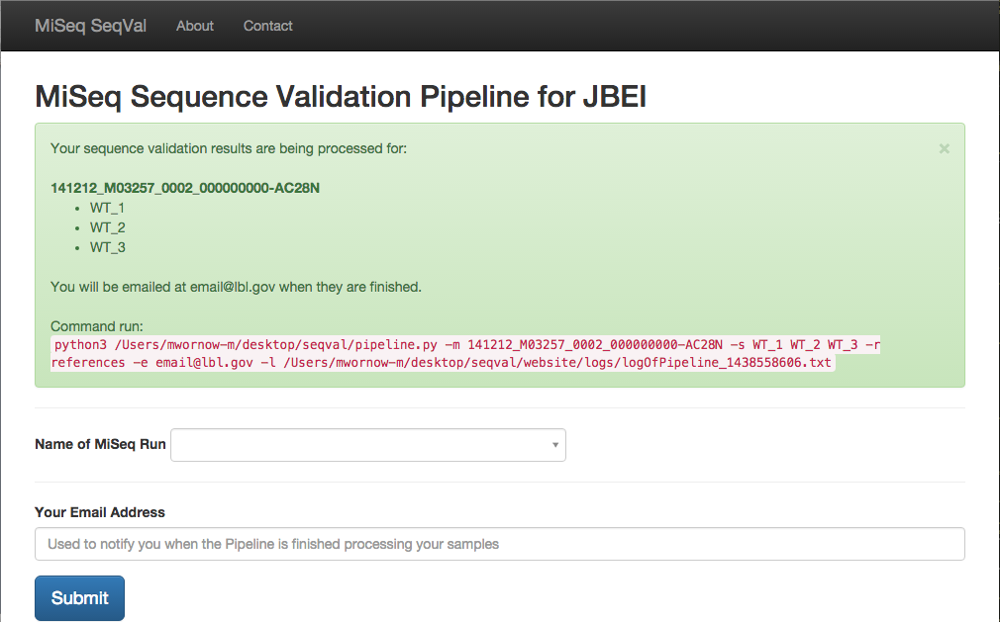 MiSeq SeqVal About Contact
MiSeq Sequence Validation Pipeline for JBEI
Your sequence validation results are being processed for: ×
141212_M03257_0002_000000000-AC28N
• WT_1
• WT_2
• WT_3
You will be emailed at email@lbl.gov when they are finished.
Command run:
python3 /Users/mwornow-m/desktop/seqval/pipeline.py -m 141212_M03257_0002_000000000-AC28N -s WT_1 WT_2 WT_3 -r
references -e email@lbl.gov -l /Users/mwornow-m/desktop/seqval/website/logs/logOfPipeline_1438558606.txt
Name of MiSeq Run
Your Email Address
Used to notify you when the Pipeline is finished processing your samples
Submit